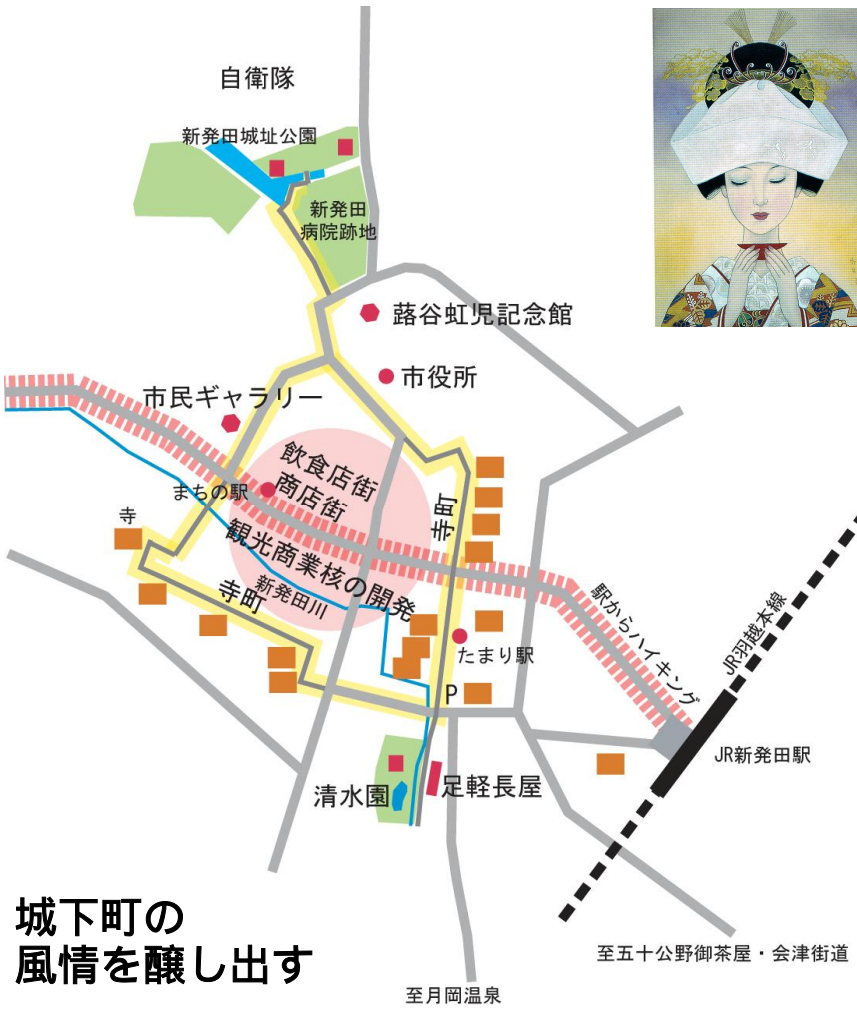 自衛隊
新発田城址公園
新発田
病院跡地
蕗谷虹児記念館
市役所
市民ギャラリー
飲食店街
商店街
まちの駅
寺町
寺
観光商業核の開発
新発田川
寺町
駅からハイキング
JR羽越本線
たまり駅
P
JR新発田駅
清水園
足軽長屋
城下町の
風情を醸し出す
至五十公野御茶屋・会津街道
至月岡温泉